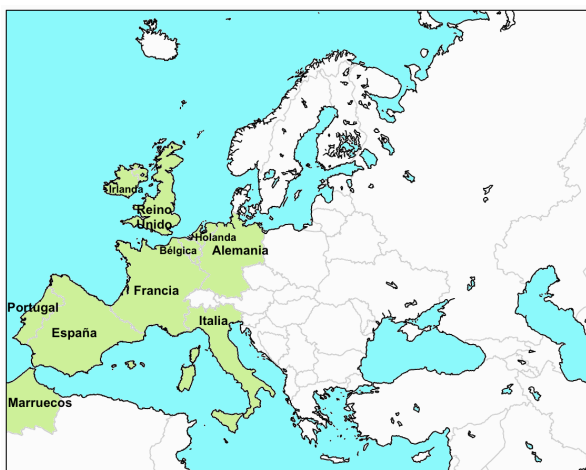 Irlanda
Reino
Unido
Holanda
Bélgica
Alemania
Francia
Portugal
Italia
España
Marruecos